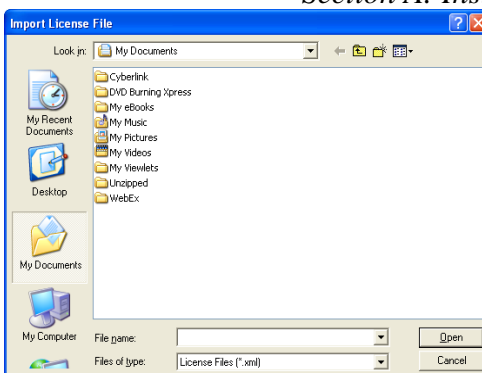 Section A: Ins
Import License File
Look in:
My Documents
Cyberlink
DVD Burning Xpress
My eBooks
My Music
My Pictures
My Videos
My Viewlets
Unzipped
WebEx
My Recent
Documents
Desktop
My Documents
My Computer
File name:
Open
Files of type:
License Files (*.xml)
Cancel